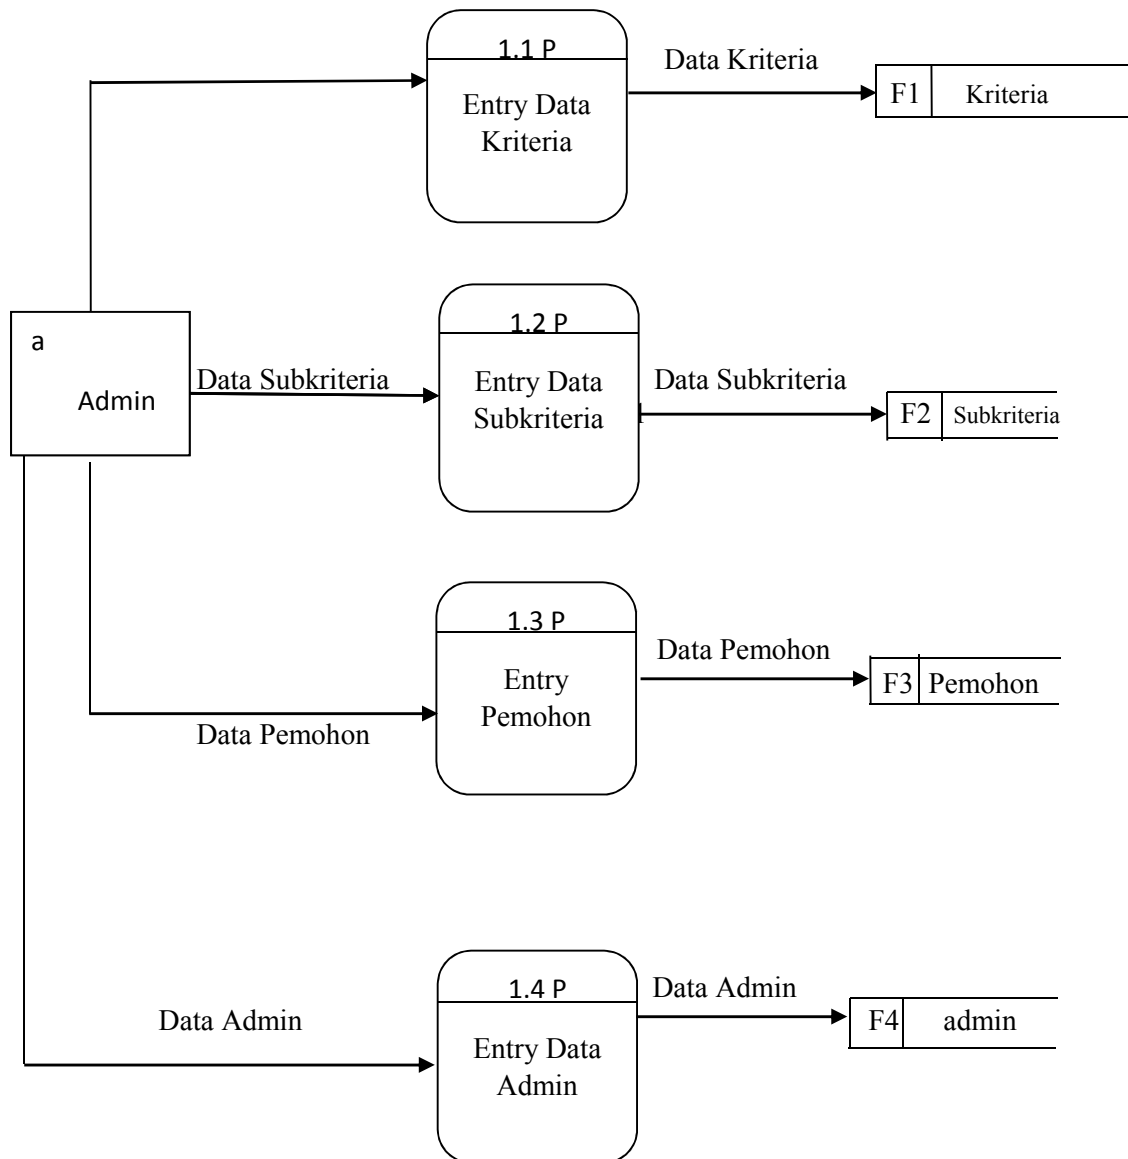 1.1 P
Data Kriteria
Entry Data
Kriteria
F1
Kriteria
a
Admin
Data Subkriteria
1.2 P
Entry Data
Subkriteria
Data Subkriteria
F2
Subkriteria
1.3 P
Entry
Pemohon
Data Pemohon
F3
Pemohon
Data Pemohon
1.4 P
Data Admin
Data Admin
Entry Data
Admin
F4
admin